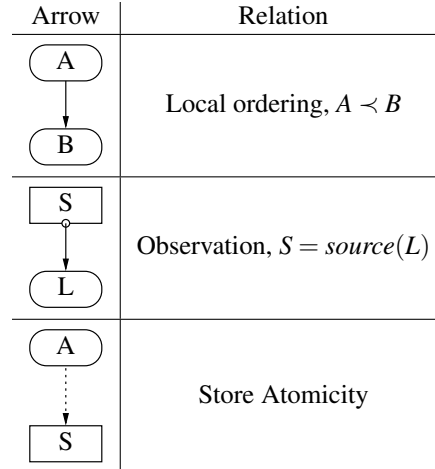 Arrow Relation
A
Local ordering, A ≺ B
B
S
Observation, S = source(L)
L
A
Store Atomicity
S